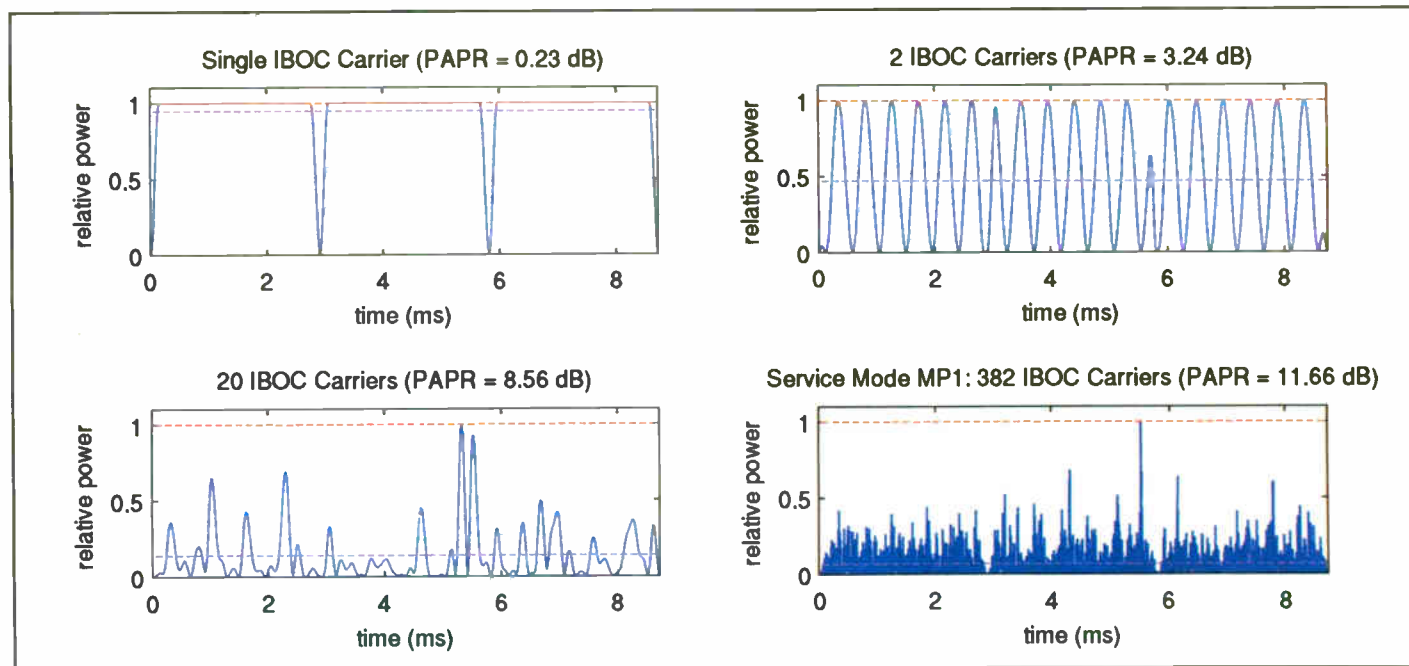 Single IBOC Carrier (PAPR = 0.23 dB)
relative power
1
0.5
0
0 2 4 6 8
time (ms)
2 IBOC Carriers (PAPR = 3.24 dB)
relative power
1
0.5
0
0 2 4 6 8
time (ms)
20 IBOC Carriers (PAPR = 8.56 dB)
relative power
1
0.5
0
0 2 4 6 8
time (ms)
Service Mode MP1: 382 IBOC Carriers (PAPR = 11.66 dB)
relative power
1
0.5
0
0 2 4 6 8
time (ms)